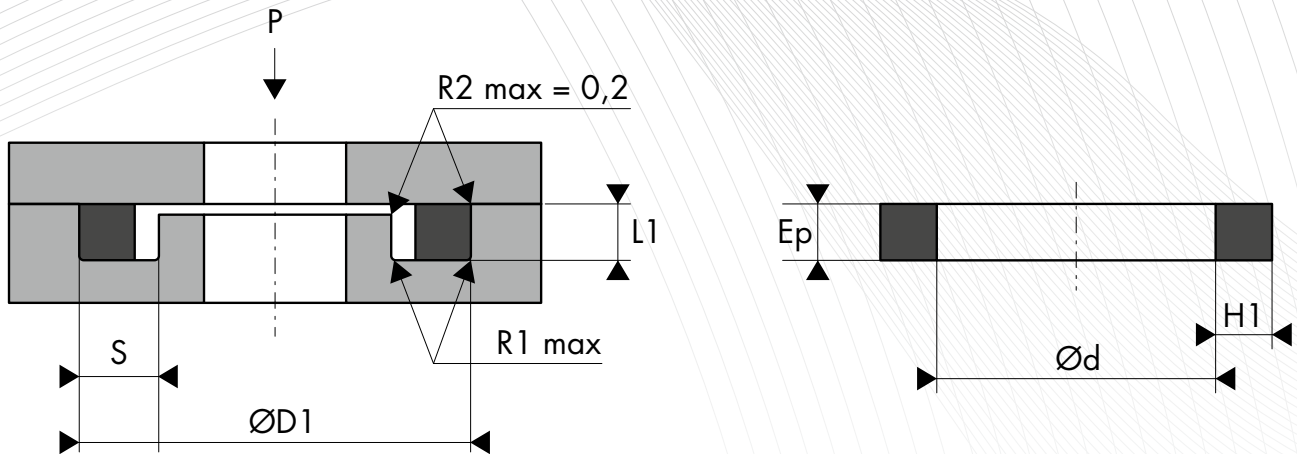 P
R2 max = 0,2
L1
R1 max
S
ØD1
Ep
H1
Ød